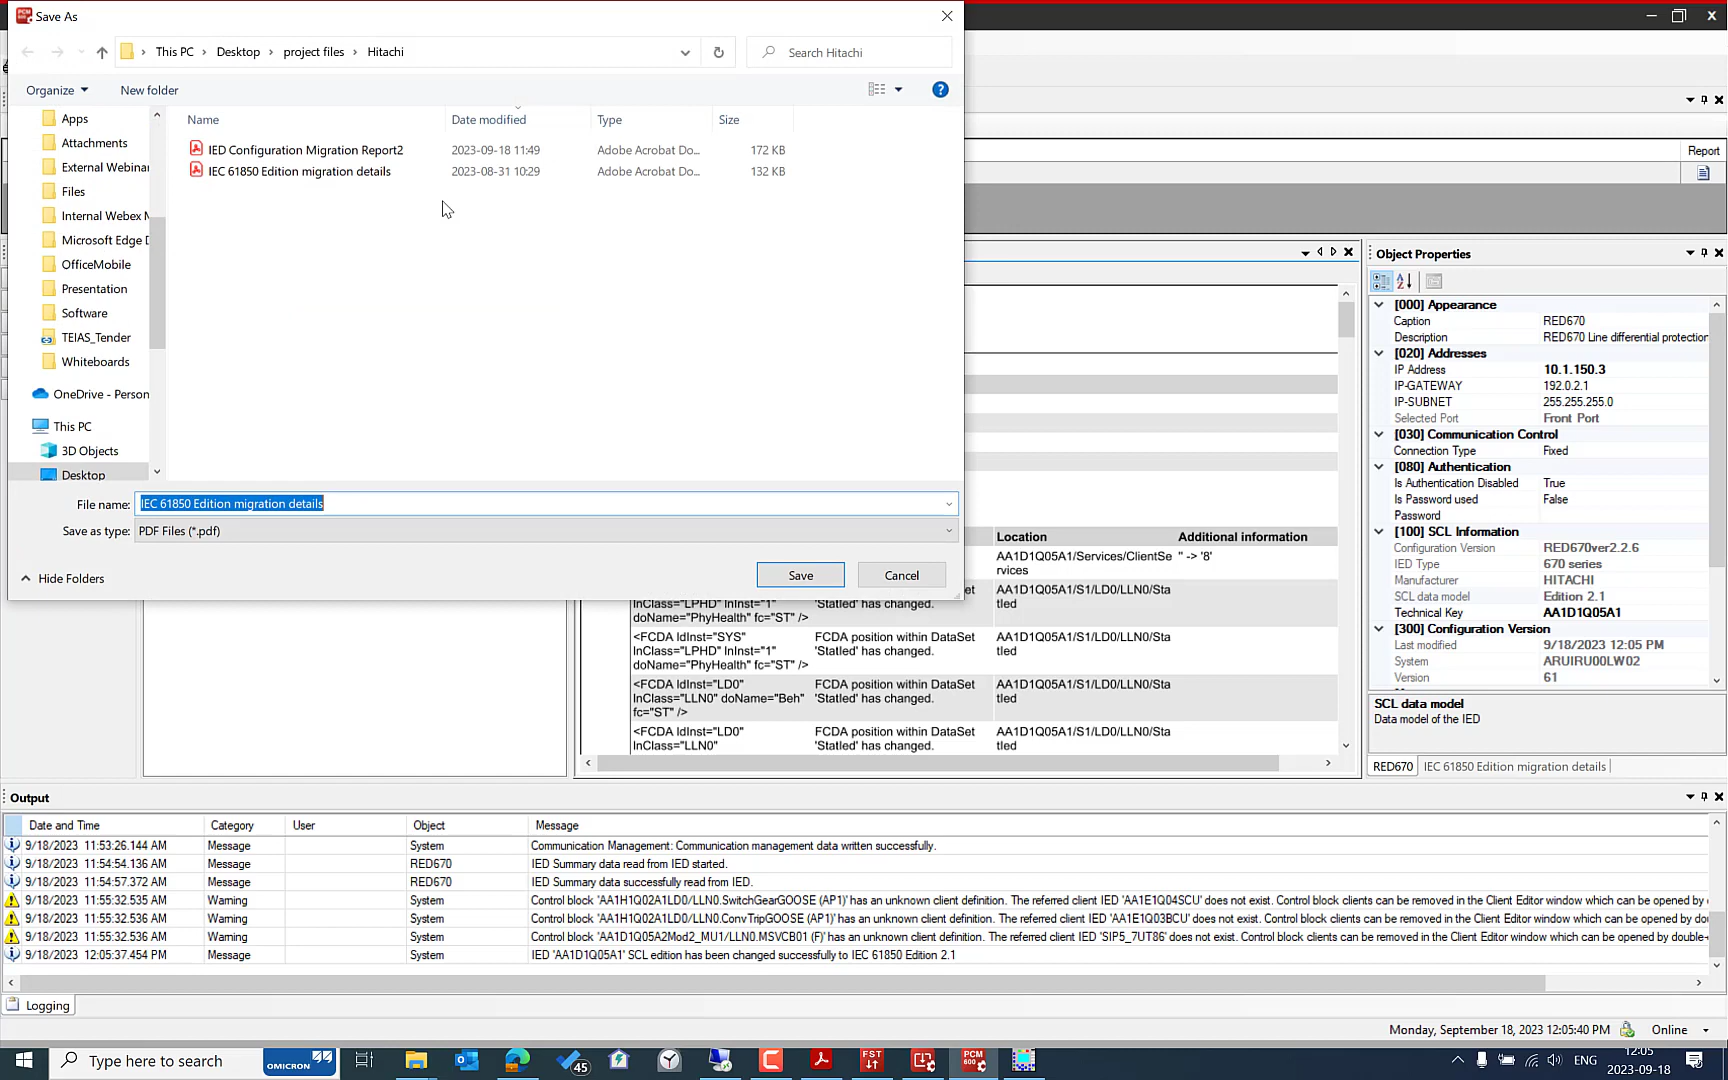 Save As
This PC > Desktop > project files > Hitachi
Search Hitachi
Organize
New folder
Name
Date modified
Type
Size
IED Configuration Migration Report2
2023-09-18 11:49
Adobe Acrobat Do...
172 KB
IEC 61850 Edition migration details
2023-08-31 10:29
Adobe Acrobat Do...
132 KB
Apps
Attachments
External Webinar
Files
Internal Webex M
Microsoft Edge D
OfficeMobile
Presentation
Software
TEIAS_Tender
Whiteboards
OneDrive - Person
This PC
3D Objects
Desktop
File name:
IEC 61850 Edition migration details
Save as type:
PDF Files (*.pdf)
Hide Folders
Save
Cancel
Report
Location
Additional information
AA1D1Q05A1/Services/ClientSe
rvices
'' -> '8'
lnClass="LPHD" lnInst="1"
doName="PhyHealth" fc="ST" />
'Statled' has changed.
AA1D1Q05A1/S1/LD0/LLN0/Sta
tled
<FCDA ldInst="SYS"
lnClass="LPHD" lnInst="1"
doName="PhyHealth" fc="ST" />
FCDA position within DataSet
'Statled' has changed.
AA1D1Q05A1/S1/LD0/LLN0/Sta
tled
<FCDA ldInst="LD0"
lnClass="LLN0" doName="Beh"
fc="ST" />
FCDA position within DataSet
'Statled' has changed.
AA1D1Q05A1/S1/LD0/LLN0/Sta
tled
<FCDA ldInst="LD0"
lnClass="LLN0"
FCDA position within DataSet
'Statled' has changed.
AA1D1Q05A1/S1/LD0/LLN0/Sta
tled
Object Properties
[000] Appearance
Caption RED670
Description RED670 Line differential protection
[020] Addresses
IP Address 10.1.150.3
IP-GATEWAY 192.0.2.1
IP-SUBNET 255.255.255.0
Selected Port Front Port
[030] Communication Control
Connection Type Fixed
[080] Authentication
Is Authentication Disabled True
Is Password used False
Password
[100] SCL Information
Configuration Version RED670ver2.2.6
IED Type 670 series
Manufacturer HITACHI
SCL data model Edition 2.1
Technical Key AA1D1Q05A1
[300] Configuration Version
Last modified 9/18/2023 12:05 PM
System ARUIRU00LW02
Version 61
SCL data model
Data model of the IED
RED670
IEC 61850 Edition migration details
Output
Date and Time Category User Object Message
9/18/2023 11:53:26.144 AM Message System Communication Management: Communication management data written successfully.
9/18/2023 11:54:54.136 AM Message RED670 IED Summary data read from IED started.
9/18/2023 11:54:57.372 AM Message RED670 IED Summary data successfully read from IED.
9/18/2023 11:55:32.535 AM Warning System Control block 'AA1H1Q02A1LD0/LLN0.SwitchGearGOOSE (AP1)' has an unknown client definition. The referred client IED 'AA1E1Q04SCU' does not exist. Control block clients can be removed in the Client Editor window which can be opened by
9/18/2023 11:55:32.536 AM Warning System Control block 'AA1H1Q02A1LD0/LLN0.ConvTripGOOSE (AP1)' has an unknown client definition. The referred client IED 'AA1E1Q03BCU' does not exist. Control block clients can be removed in the Client Editor window which can be opened by dou
9/18/2023 11:55:32.536 AM Warning System Control block 'AA1D1Q05A2Mod2_MU1/LLN0.MSVCB01 (F)' has an unknown client definition. The referred client IED 'SIP5_7UT86' does not exist. Control block clients can be removed in the Client Editor window which can be opened by double-
9/18/2023 12:05:37.454 PM Message System IED 'AA1D1Q05A1' SCL edition has been changed successfully to IEC 61850 Edition 2.1
Logging
Monday, September 18, 2023 12:05:40 PM
Online
Type here to search
OMICRON
45
FST
PCM
600
ENG
12:05
2023-09-18